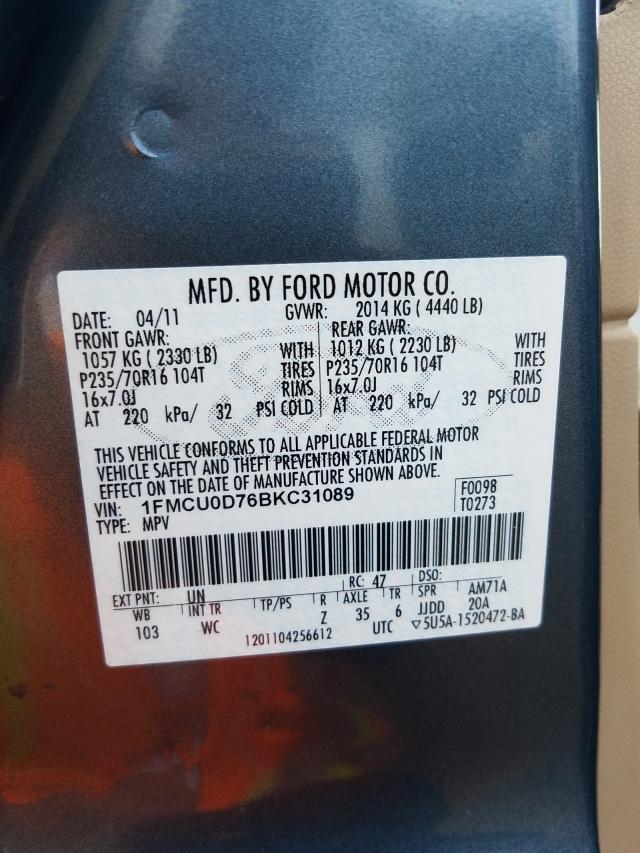 MFD. BY FORD MOTOR CO.
DATE: 04/11 GVWR: 2014 KG ( 4440 LB)
FRONT GAWR: REAR GAWR:
1057 KG ( 2330 LB) WITH 1012 KG ( 2230 LB) WITH
P235/70R16 104T TIRES P235/70R16 104T TIRES
16x7.0J RIMS 16x7.0J RIMS
AT 220 kPa/ 32 PSI COLD AT 220 kPa/ 32 PSI COLD
THIS VEHICLE CONFORMS TO ALL APPLICABLE FEDERAL MOTOR
VEHICLE SAFETY AND THEFT PREVENTION STANDARDS IN
EFFECT ON THE DATE OF MANUFACTURE SHOWN ABOVE.
VIN: 1FMCU0D76BKC31089 F0098
TYPE: MPV T0273
EXT PNT: UN RC: 47 DSO:
WB INT TR TP/PS R AXLE TR SPR AM71A
103 WC Z 35 6 JJDD 20A
1201104256612 UTC ▽5U5A-1520472-BA